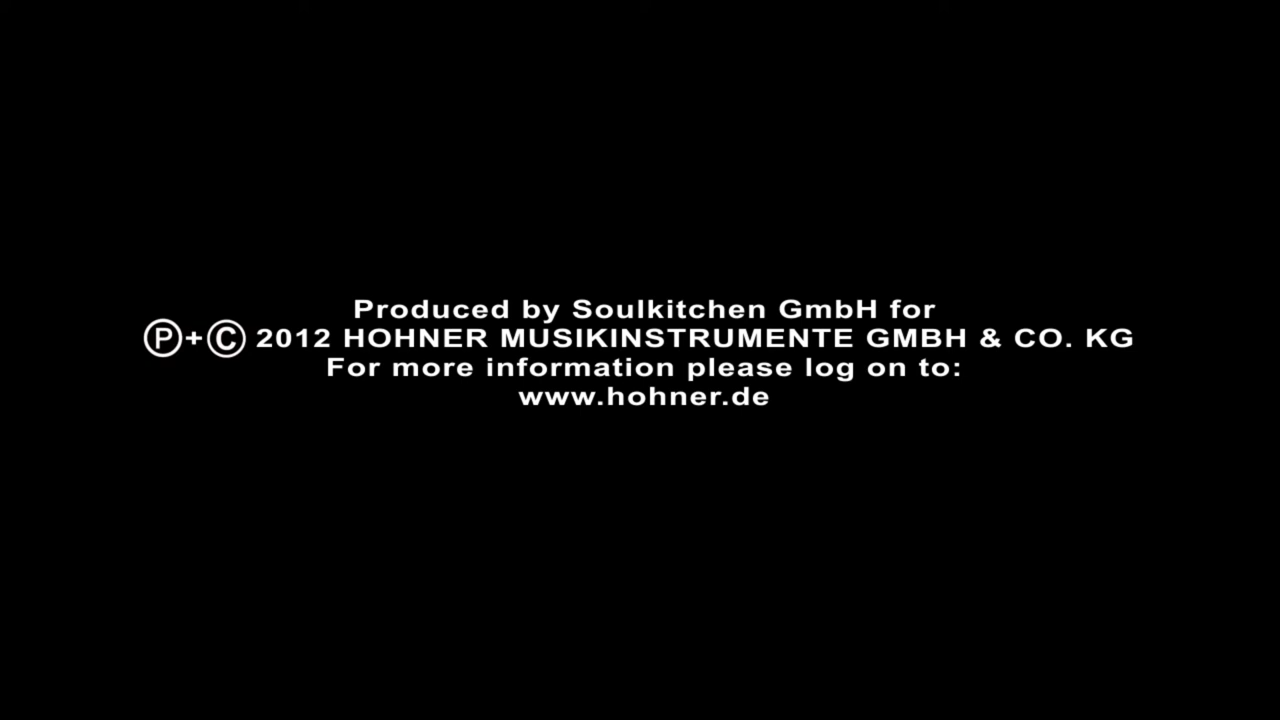 Produced by Soulkitchen GmbH for
℗+© 2012 HOHNER MUSIKINSTRUMENTE GMBH & CO. KG
For more information please log on to:
www.hohner.de